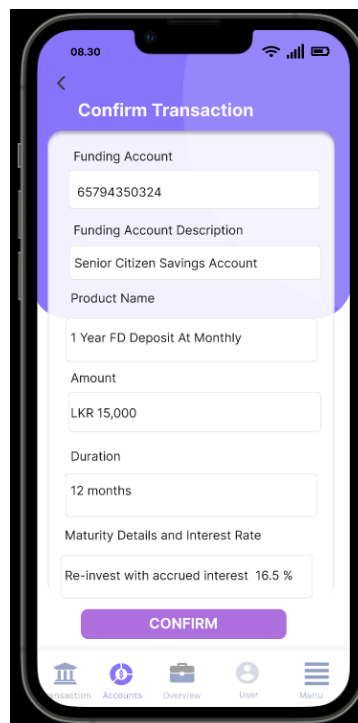 08.30
Confirm Transaction
Funding Account
65794350324
Funding Account Description
Senior Citizen Savings Account
Product Name
1 Year FD Deposit At Monthly
Amount
LKR 15,000
Duration
12 months
Maturity Details and Interest Rate
Re-invest with accrued interest 16.5 %
CONFIRM
ansaction Accounts Overview User Menu